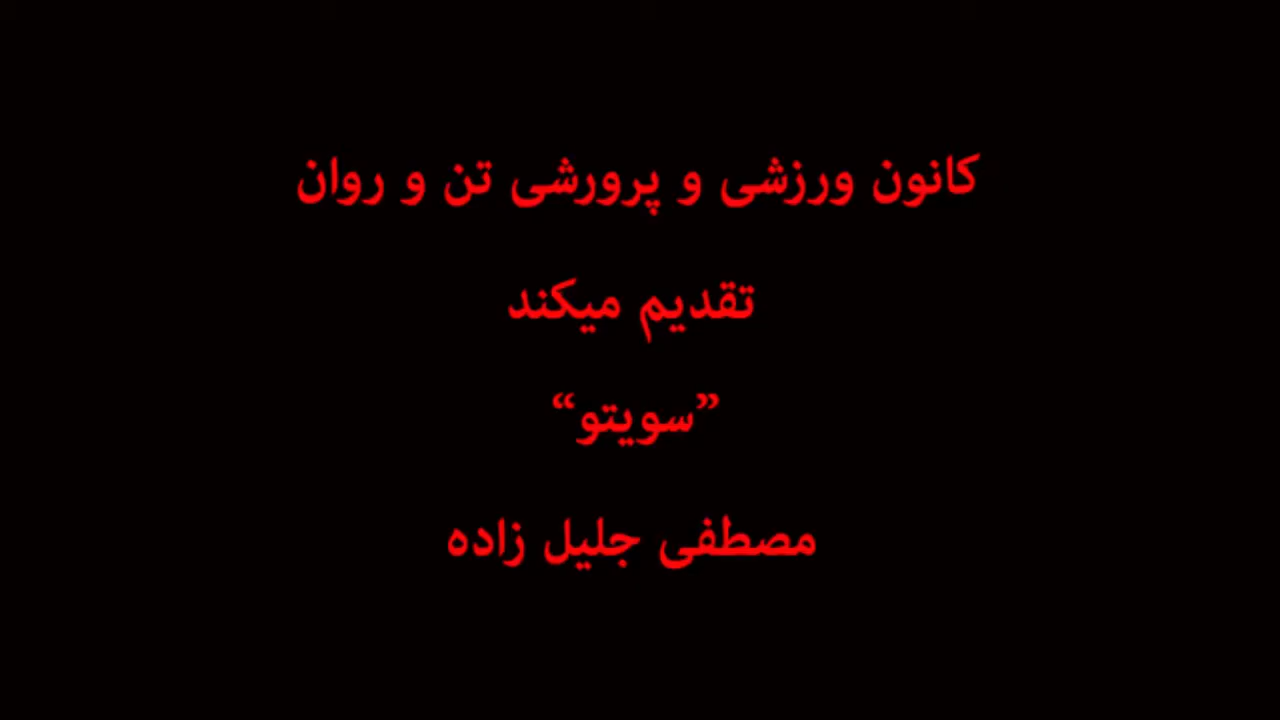 کانون ورزشی و پرورشی تن و روان
تقدیم میکند
”سویتو“
مصطفی جلیل زاده